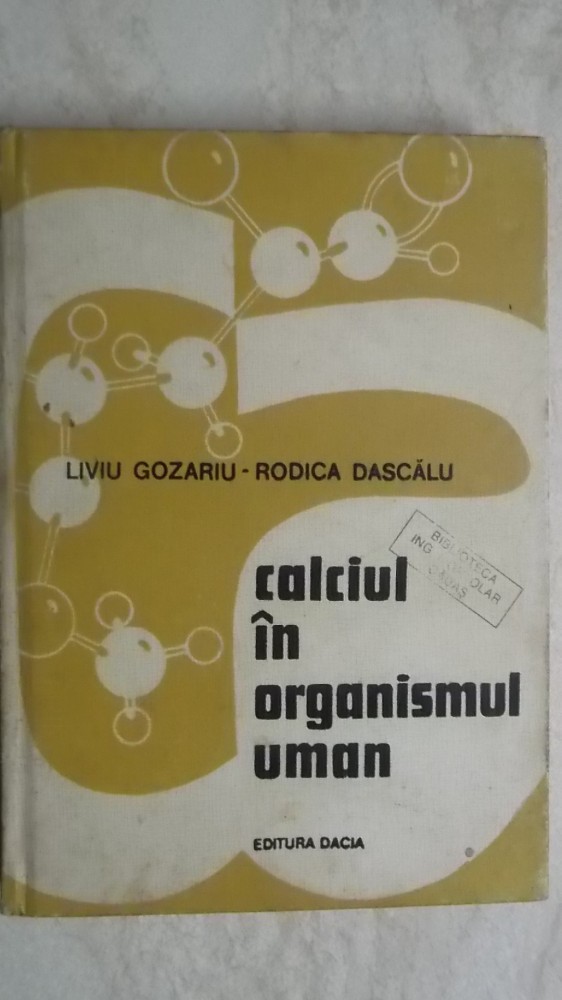 LIVIU GOZARIU - RODICA DASCĂLU
BIBLIOTECA
ING
calciul
în
organismul
uman
EDITURA DACIA